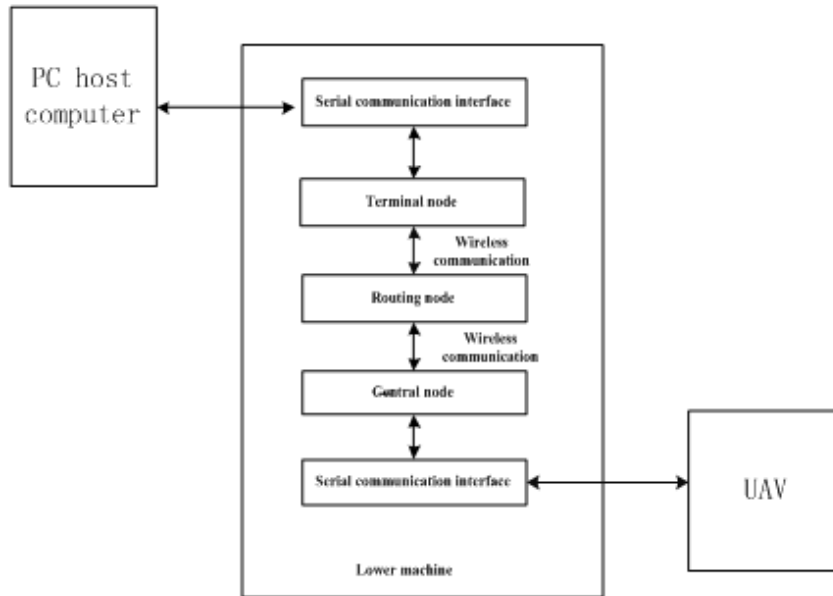 PC host
computer
Serial communication interface
Terminal node
Wireless
communication
Routing node
Wireless
communication
Central node
Serial communication interface
UAV
Lower machine